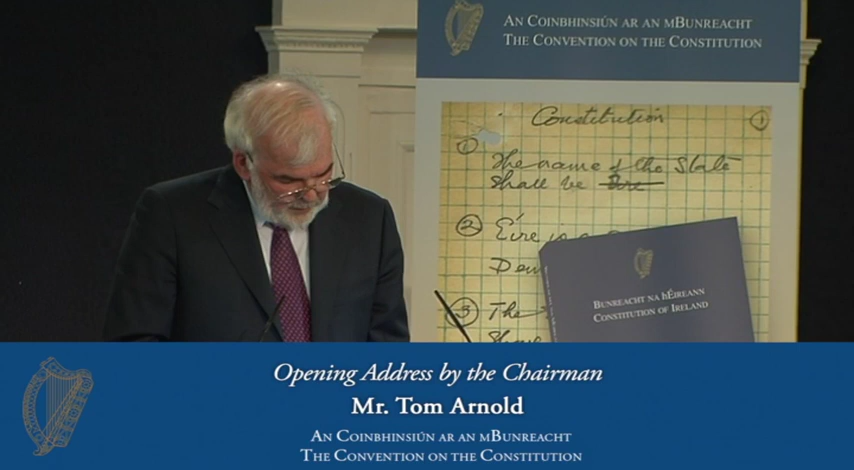 An Coinbhinsiún ar an mBunreacht
The Convention on the Constitution
Constitution
1
1
The name of the State
shall be Éire
2
Éire is a
Dem
3
The
Bunreacht na hÉireann
Constitution of Ireland
Opening Address by the Chairman
Mr. Tom Arnold
An Coinbhinsiún ar an mBunreacht
The Convention on the Constitution